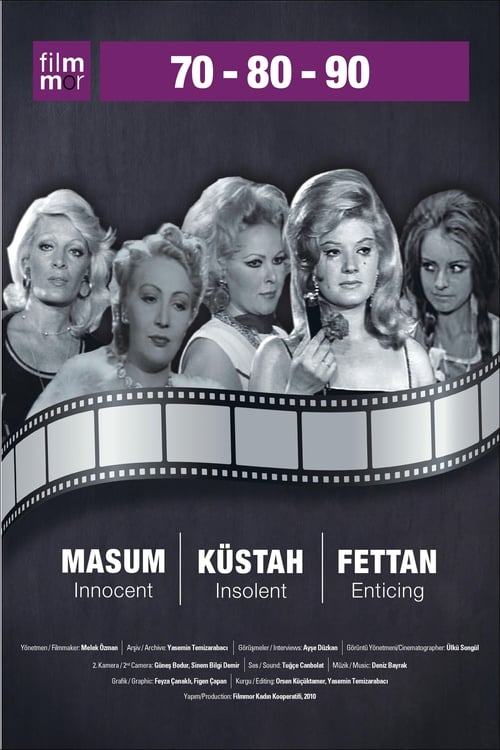 film
mor
70 - 80 - 90
MASUM
Innocent
KÜSTAH
Insolent
FETTAN
Enticing
Yönetmen / Filmmaker: Melek Özman | Arşiv / Archive: Yasemin Temizarabacı | Görüşmeler / Interviews: Ayşe Düzkan | Görüntü Yönetmeni/Cinematographer: Ülkü Songül
2. Kamera / 2nd Camera: Güneş Bodur, Sinem Bilgi Demir | Ses / Sound: Tuğçe Canbolat | Müzik / Music: Deniz Bayrak
Grafik / Graphic: Feyza Çanaklı, Figen Çapan | Kurgu / Editing: Orsen Küçüktamer, Yasemin Temizarabacı
Yapım/Production: Filmmor Kadın Kooperatifi, 2010